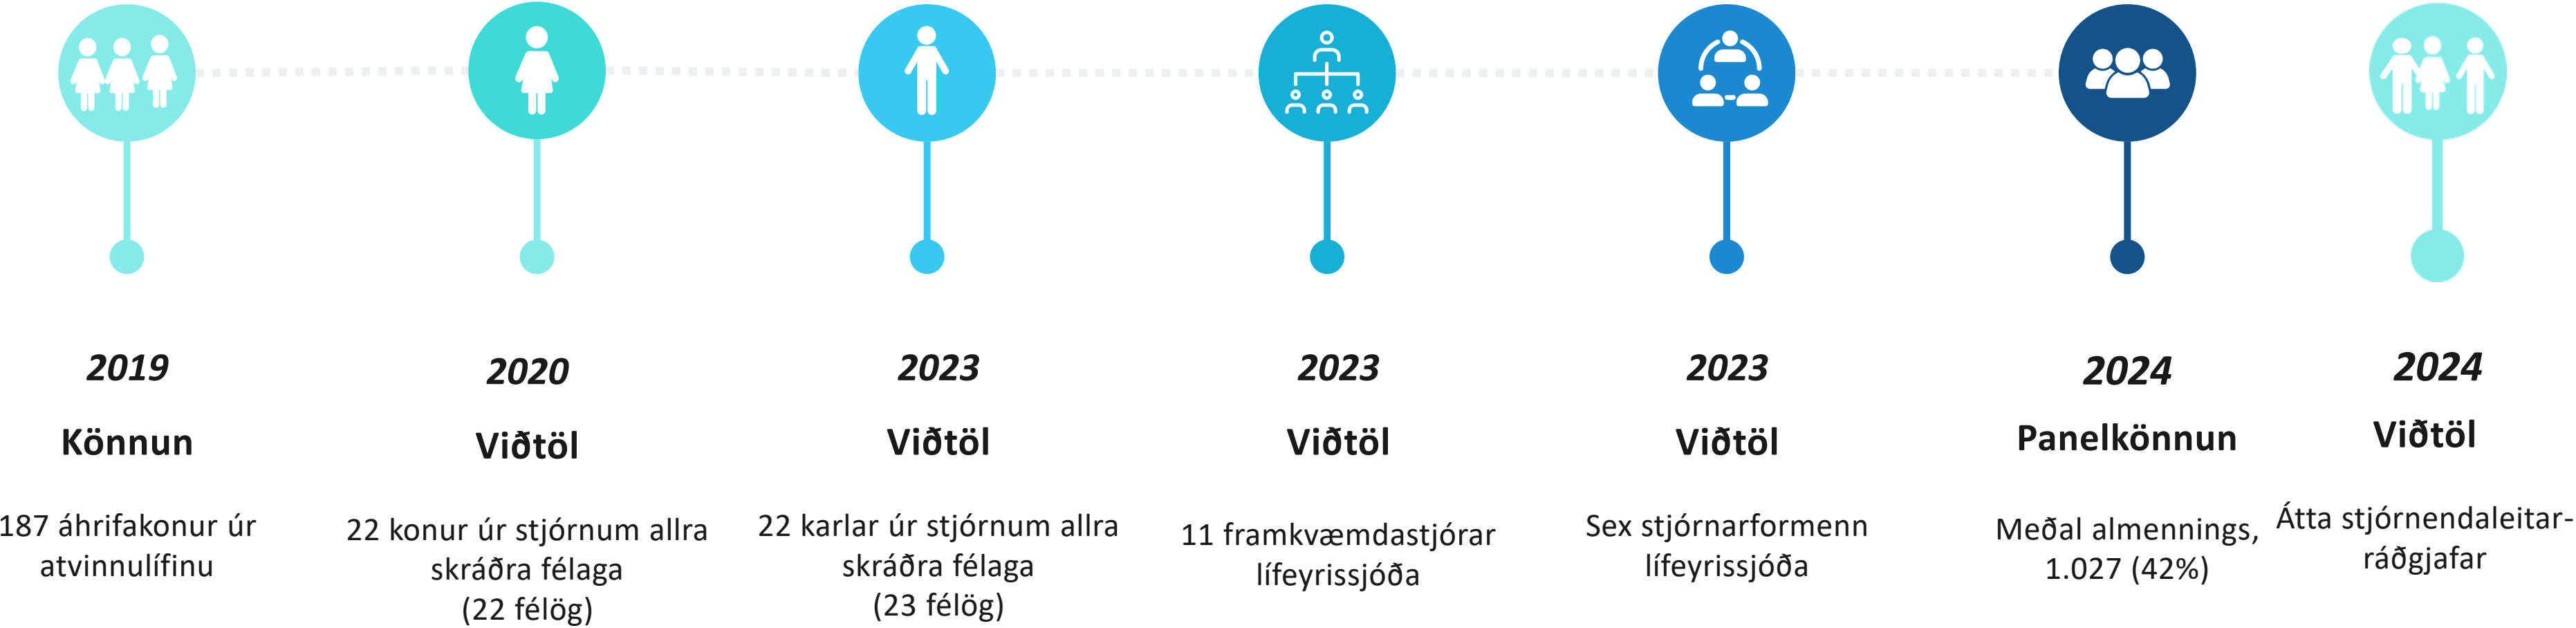 2019
Könnun
187 áhrifakonur úr
atvinnulífinu
2020
Viðtöl
22 konur úr stjórnum allra
skráðra félaga
(22 félög)
2023
Viðtöl
22 karlar úr stjórnum allra
skráðra félaga
(23 félög)
2023
Viðtöl
11 framkvæmdastjórar
lífeyrissjóða
2023
Viðtöl
Sex stjórnarformenn
lífeyrissjóða
2024
Panelkönnun
Meðal almennings,
1.027 (42%)
2024
Viðtöl
Átta stjórnendaleitar-
ráðgjafar